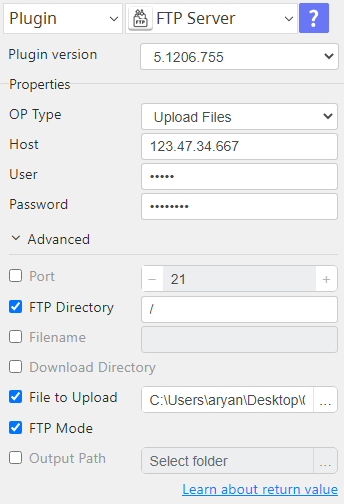 Plugin FTP Server ?
FTP
Plugin version 5.1206.755
Properties
OP Type Upload Files
Host 123.47.34.667
User •••••
Password ••••••••
Advanced
Port − 21 +
FTP Directory /
Filename
Download Directory
File to Upload C:\Users\aryan\Desktop\ ...
FTP Mode
Output Path Select folder ...
Learn about return value